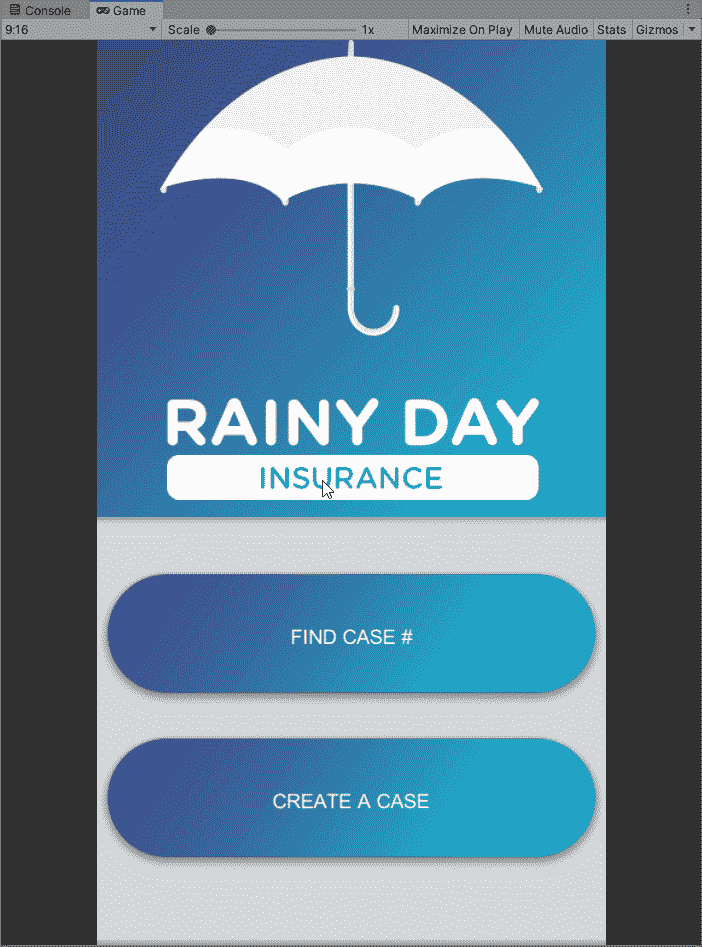 Console Game
9:16 Scale 1x Maximize On Play Mute Audio Stats Gizmos
RAINY DAY
INSURANCE
FIND CASE #
CREATE A CASE